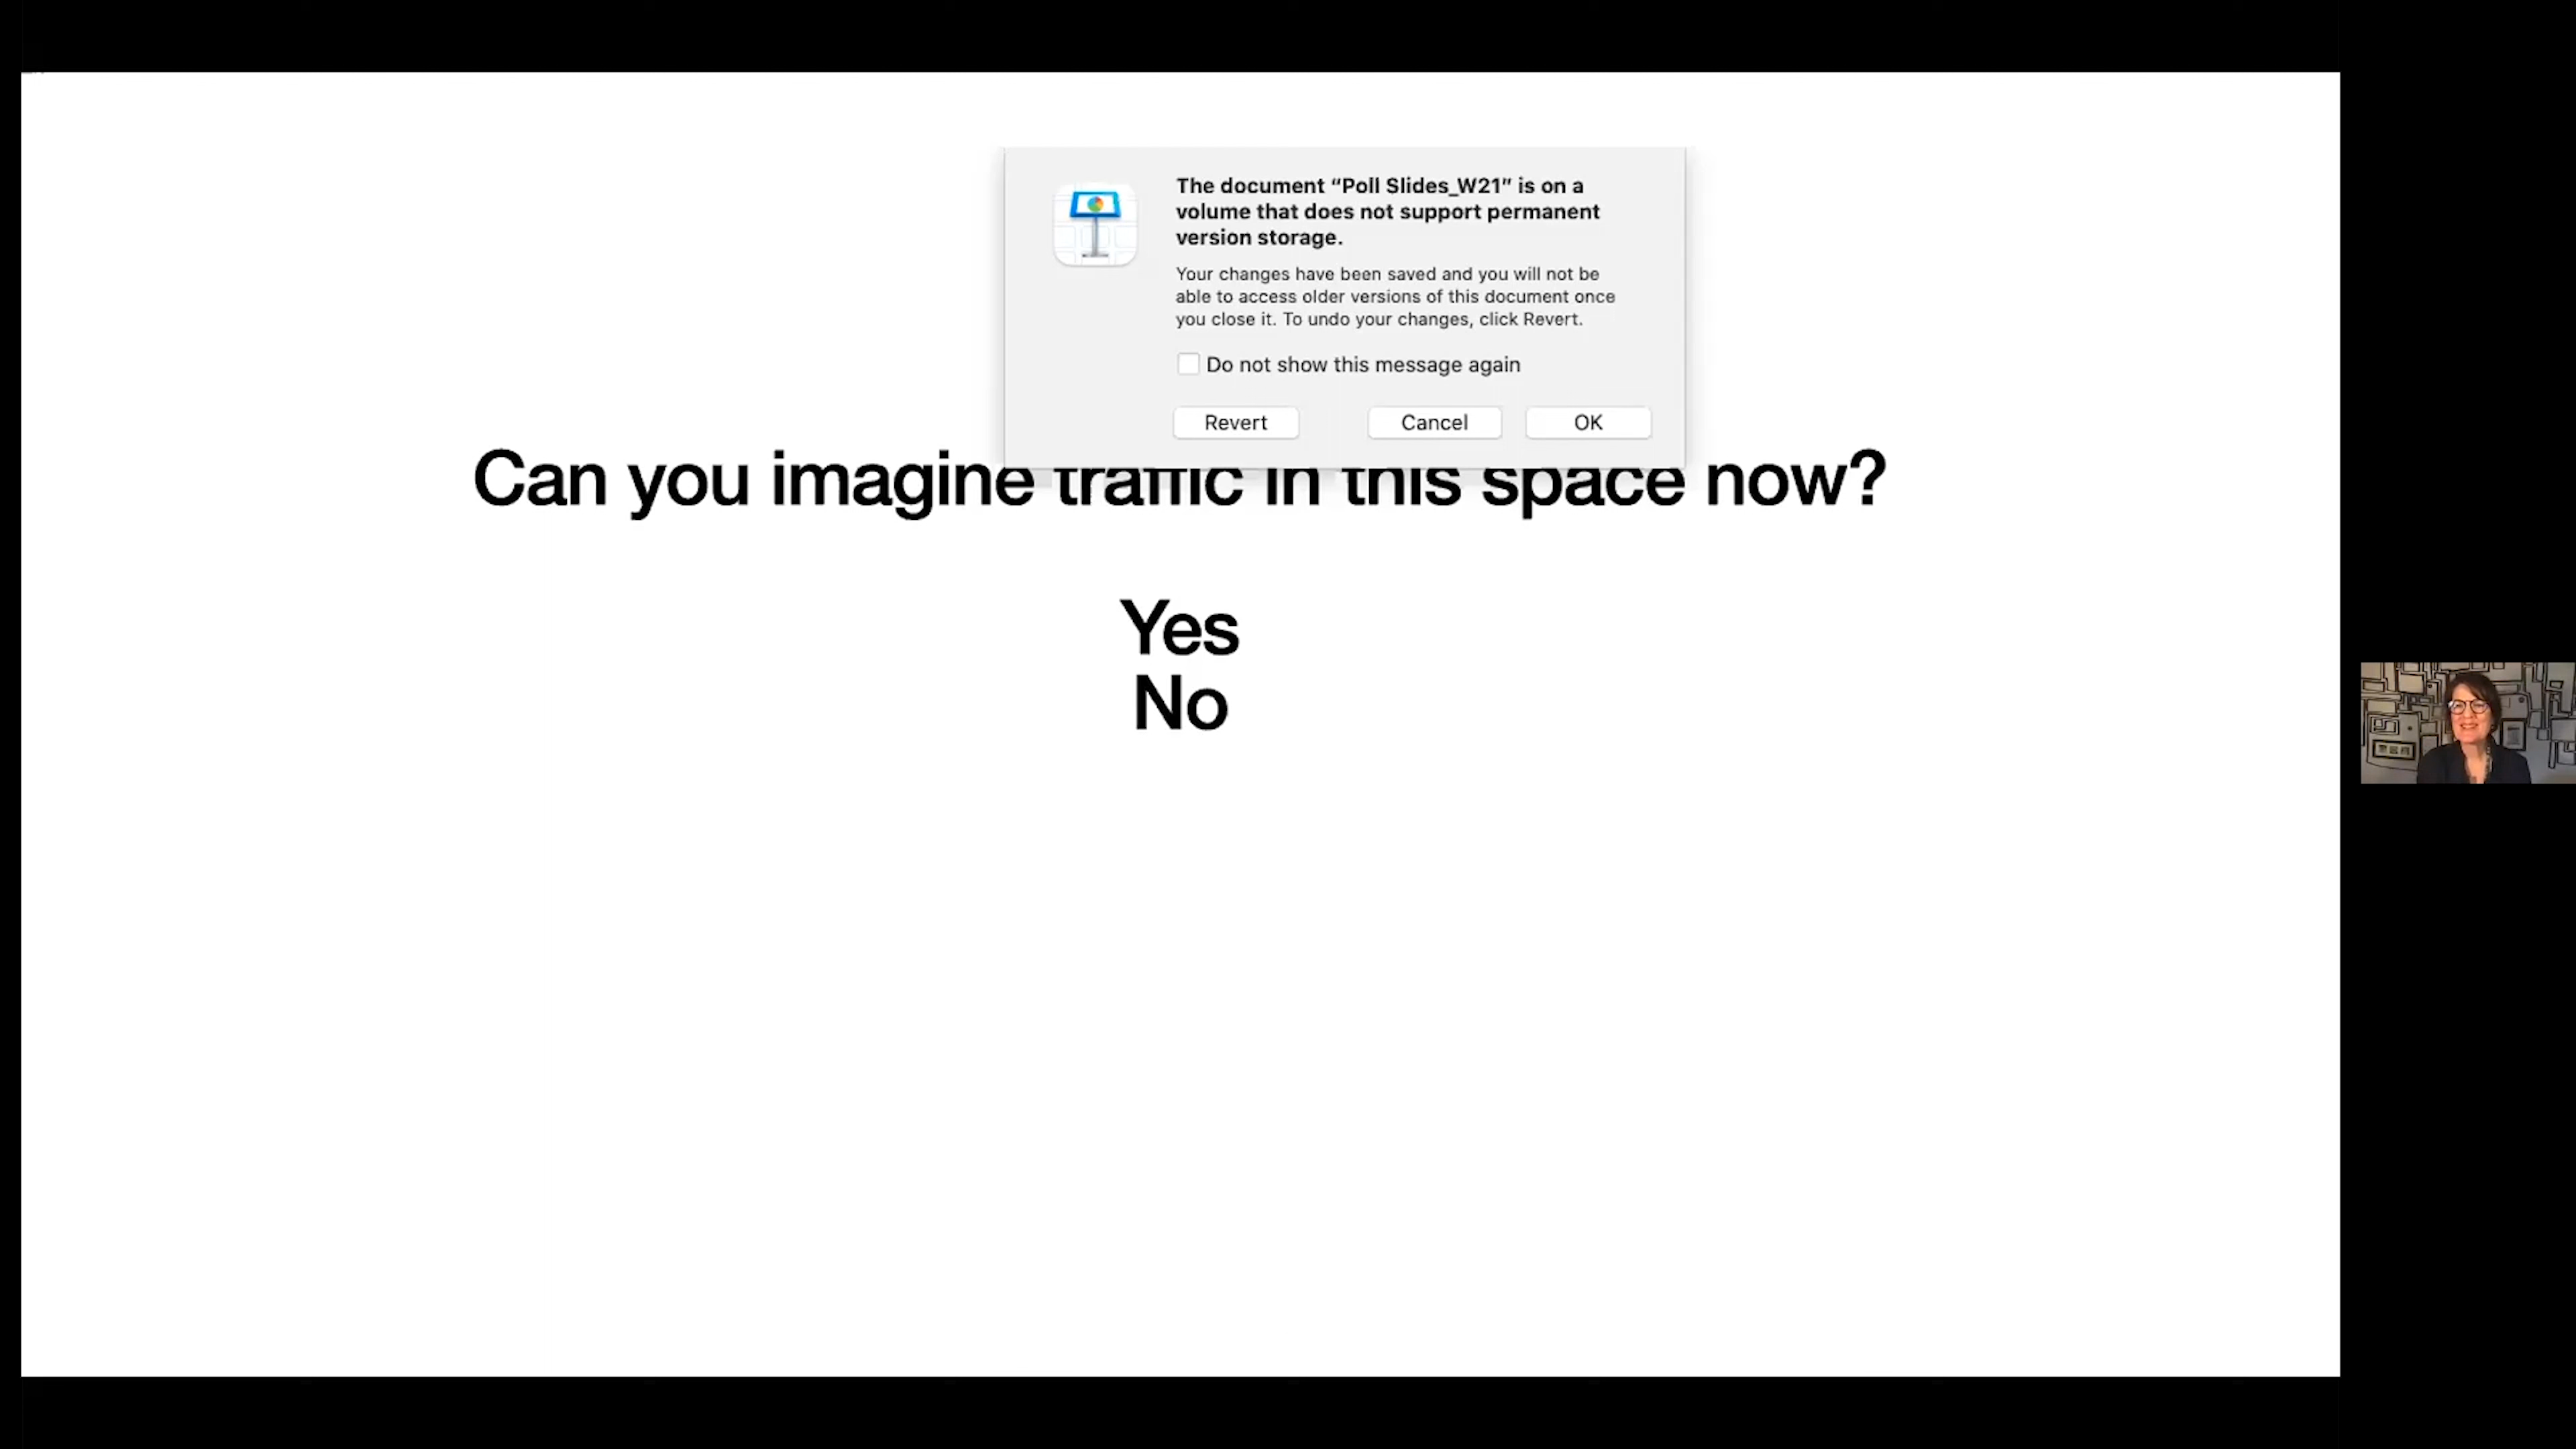 The document “Poll Slides_W21” is on a
volume that does not support permanent
version storage.
Your changes have been saved and you will not be
able to access older versions of this document once
you close it. To undo your changes, click Revert.
Do not show this message again
Revert Cancel OK
Can you imagine traffic in this space now?
Yes
No